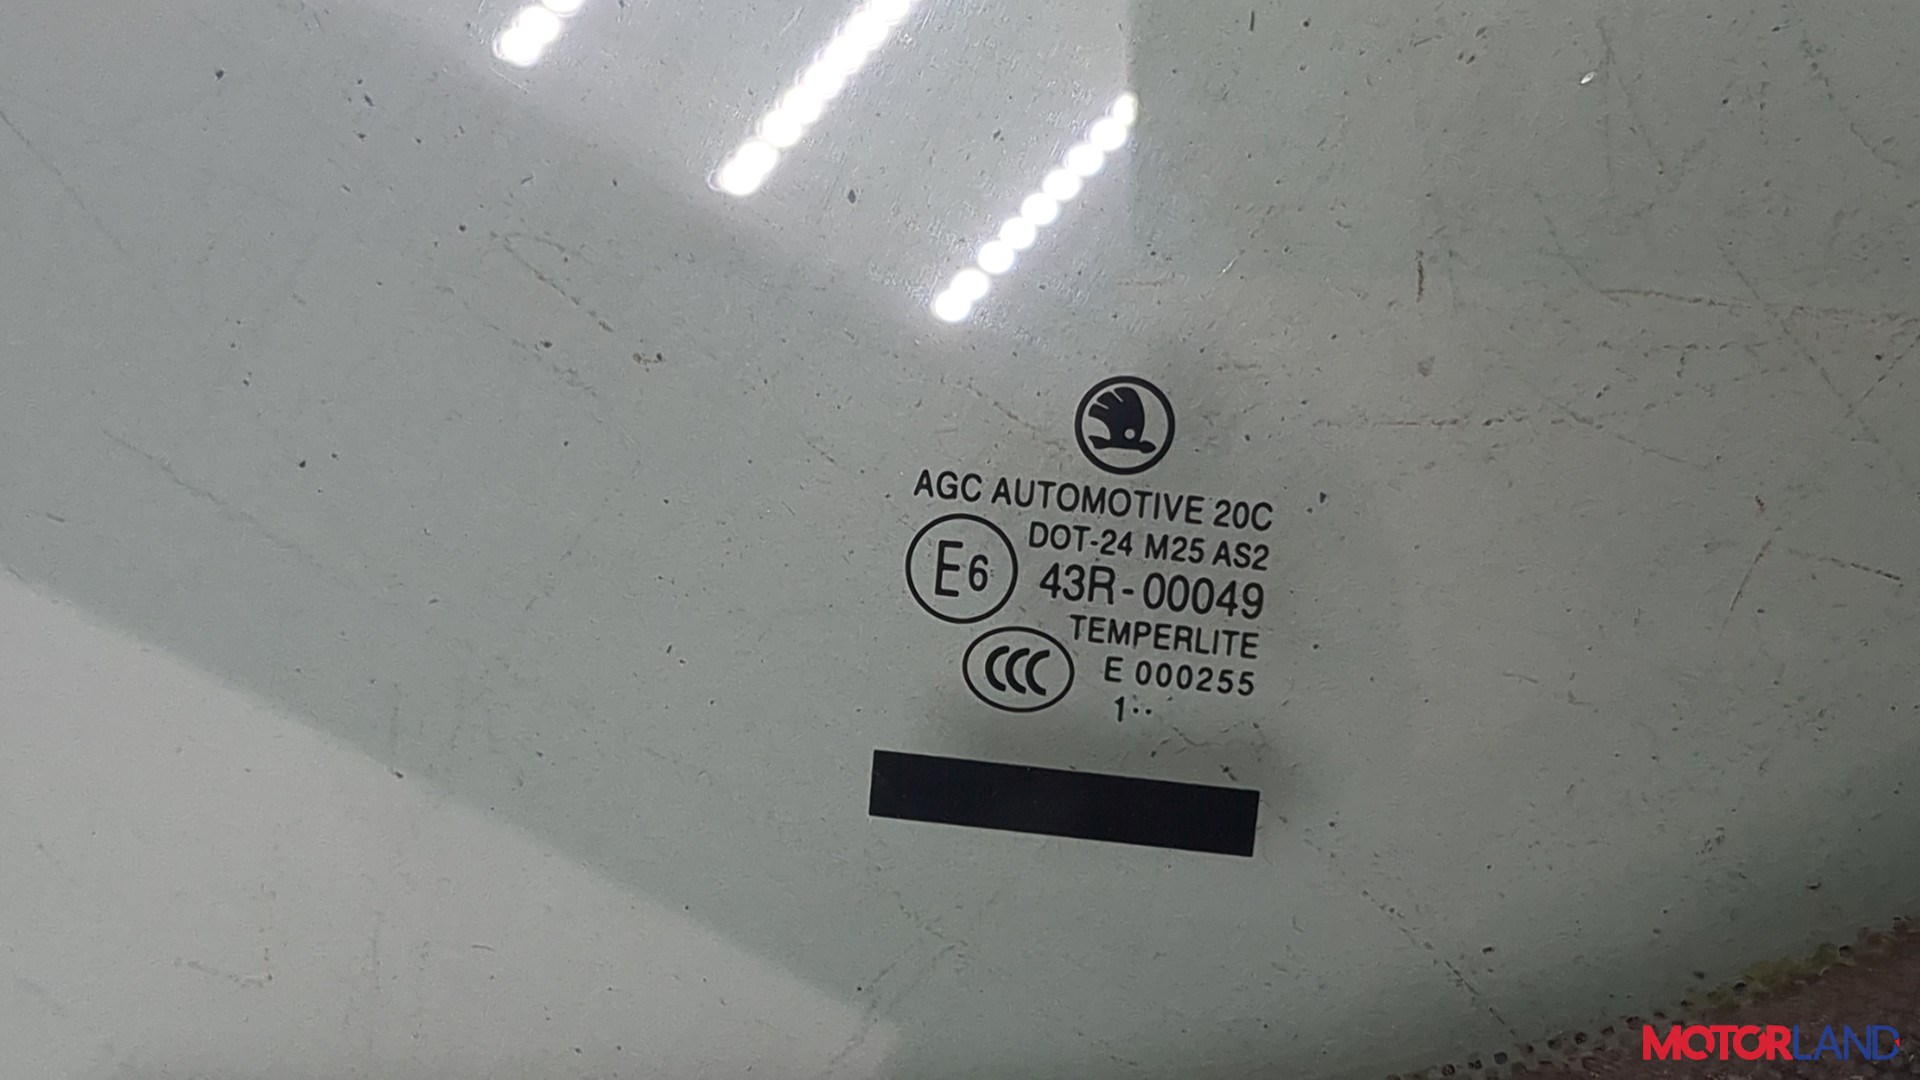 AGC AUTOMOTIVE 20C
DOT-24 M25 AS2
E6 43R-00049
TEMPERLITE
CCC E 000255
1··
MOTORLAND